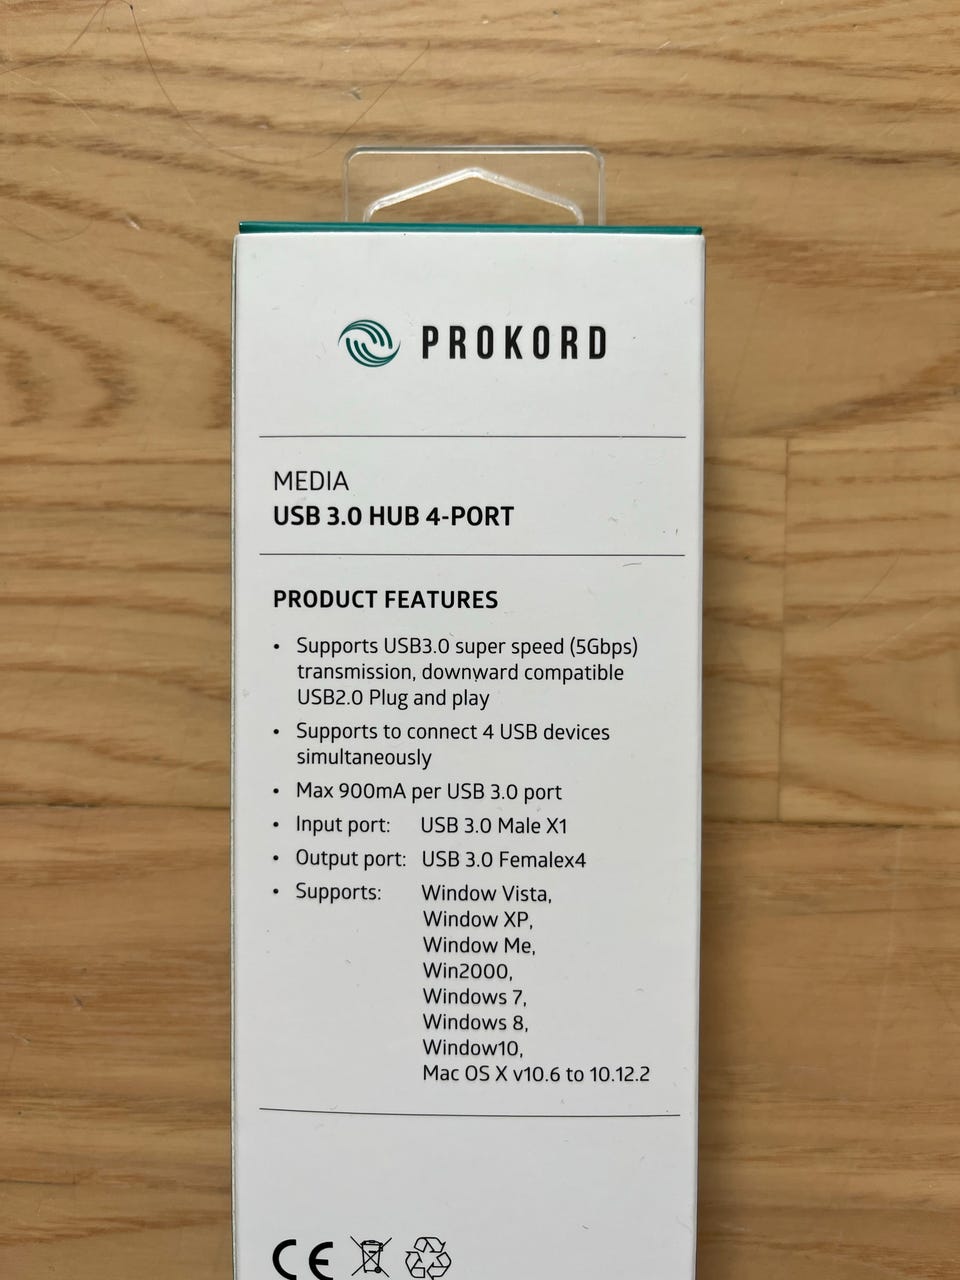 PROKORD
MEDIA
USB 3.0 HUB 4-PORT
PRODUCT FEATURES
• Supports USB3.0 super speed (5Gbps)
transmission, downward compatible
USB2.0 Plug and play
• Supports to connect 4 USB devices
simultaneously
• Max 900mA per USB 3.0 port
• Input port: USB 3.0 Male X1
• Output port: USB 3.0 Femalex4
• Supports: Window Vista,
Window XP,
Window Me,
Win2000,
Windows 7,
Windows 8,
Window10,
Mac OS X v10.6 to 10.12.2
CE